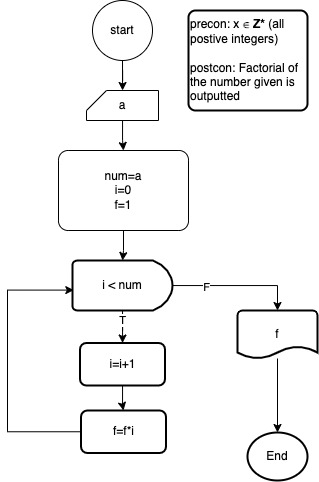 start
precon: x ∈ Z* (all
postive integers)
postcon: Factorial of
the number given is
outputted
a
num=a
i=0
f=1
i < num
F
T
f
i=i+1
f=f*i
End